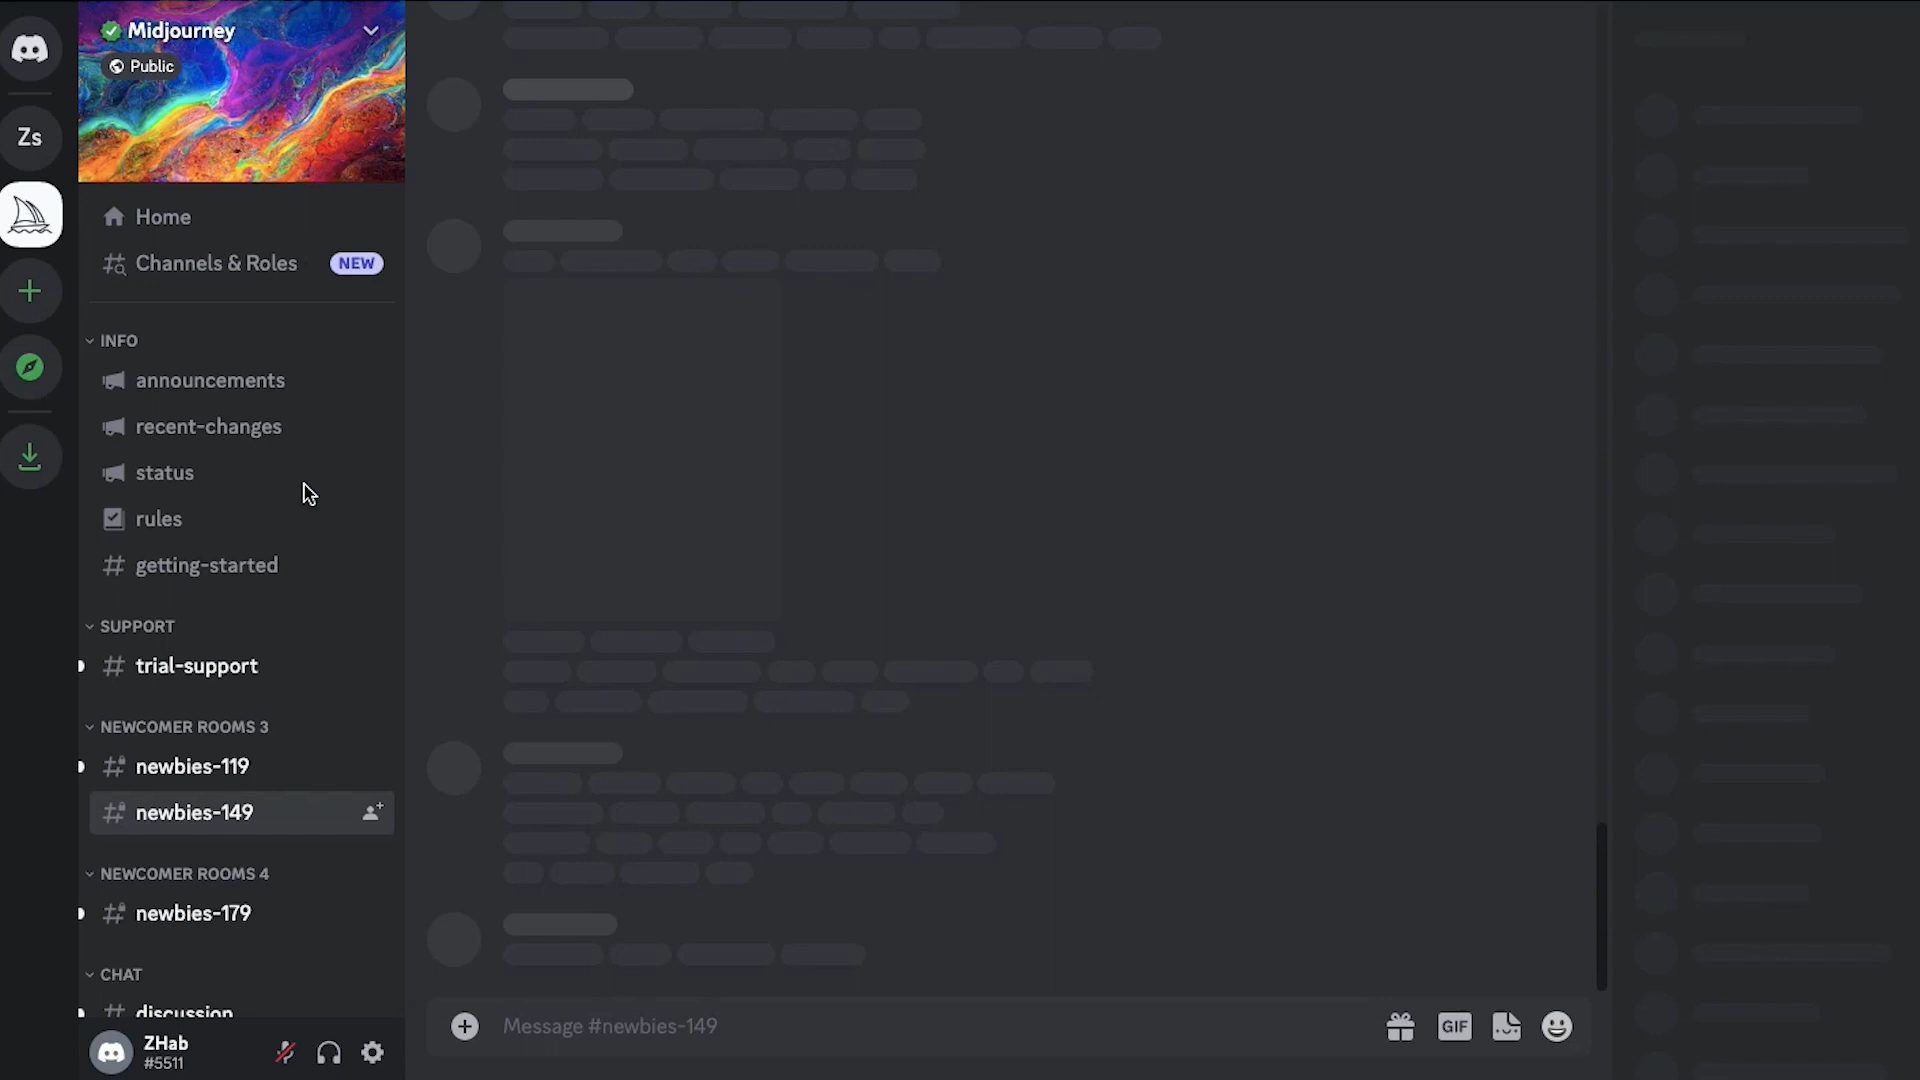 Midjourney
Public
Zs
Home
Channels & Roles
NEW
INFO
announcements
recent-changes
status
rules
getting-started
SUPPORT
trial-support
NEWCOMER ROOMS 3
newbies-119
newbies-149
NEWCOMER ROOMS 4
newbies-179
CHAT
discussion
ZHab
#5511
Message #newbies-149
GIF